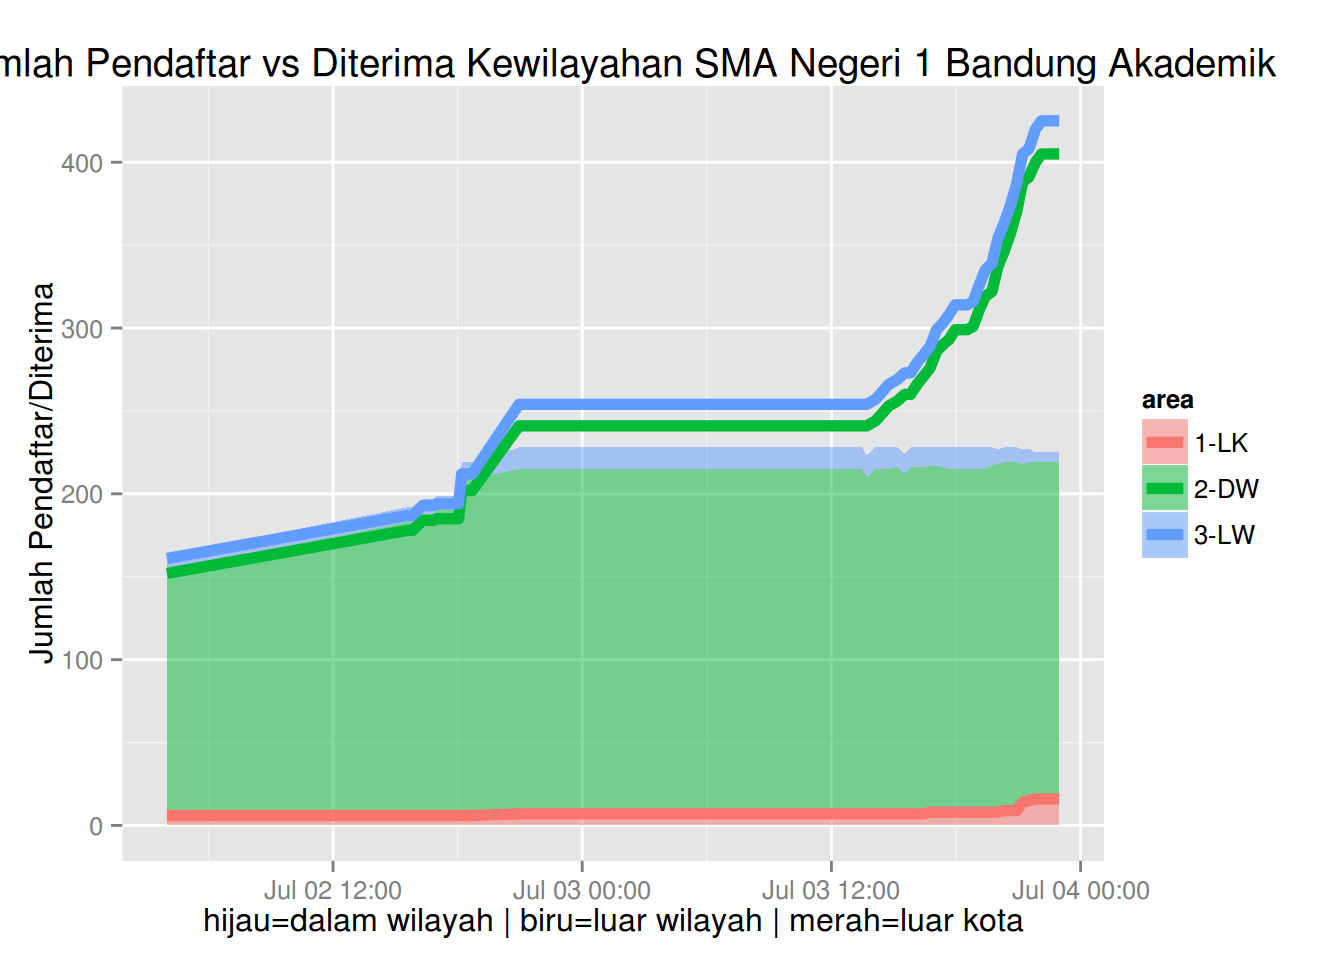 mlah Pendaftar vs Diterima Kewilayahan SMA Negeri 1 Bandung Akademik
Jumlah Pendaftar/Diterima
400
300
200
100
0
Jul 02 12:00 Jul 03 00:00 Jul 03 12:00 Jul 04 00:00
hijau=dalam wilayah | biru=luar wilayah | merah=luar kota
area
1-LK
2-DW
3-LW